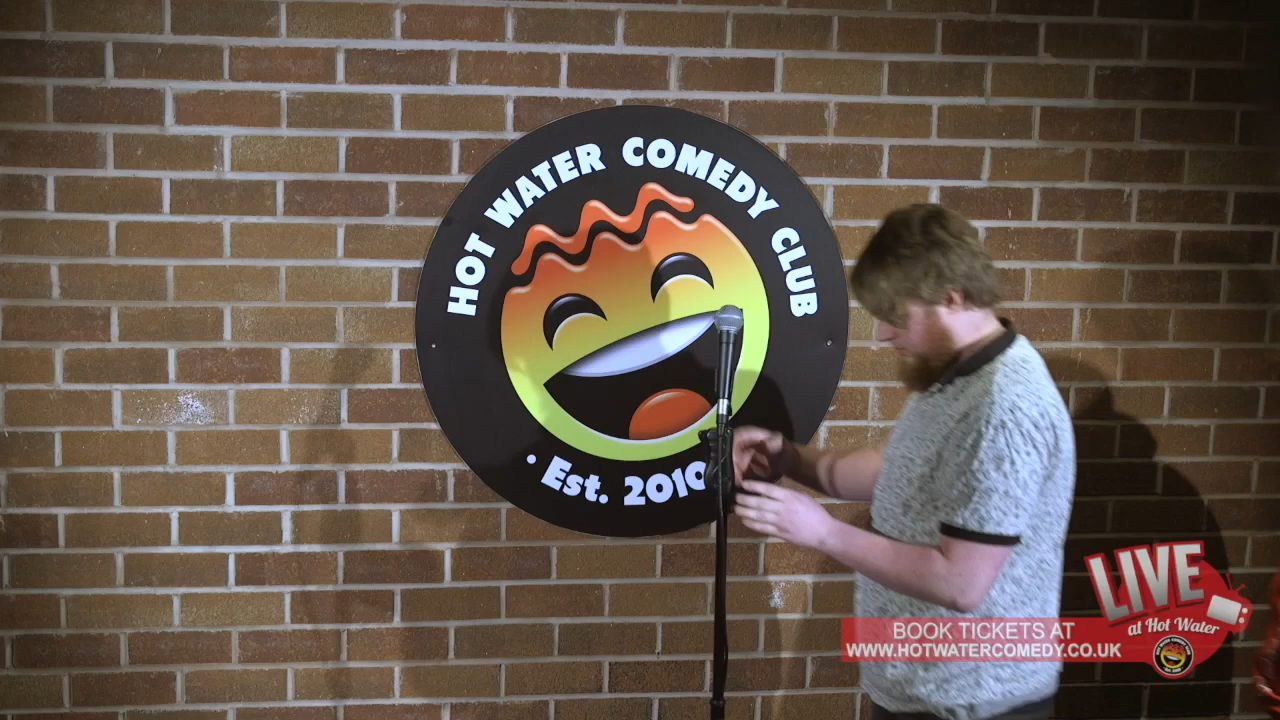 HOT WATER COMEDY CLUB
· Est. 2010
LIVE
at Hot Water
BOOK TICKETS AT
WWW.HOTWATERCOMEDY.CO.UK